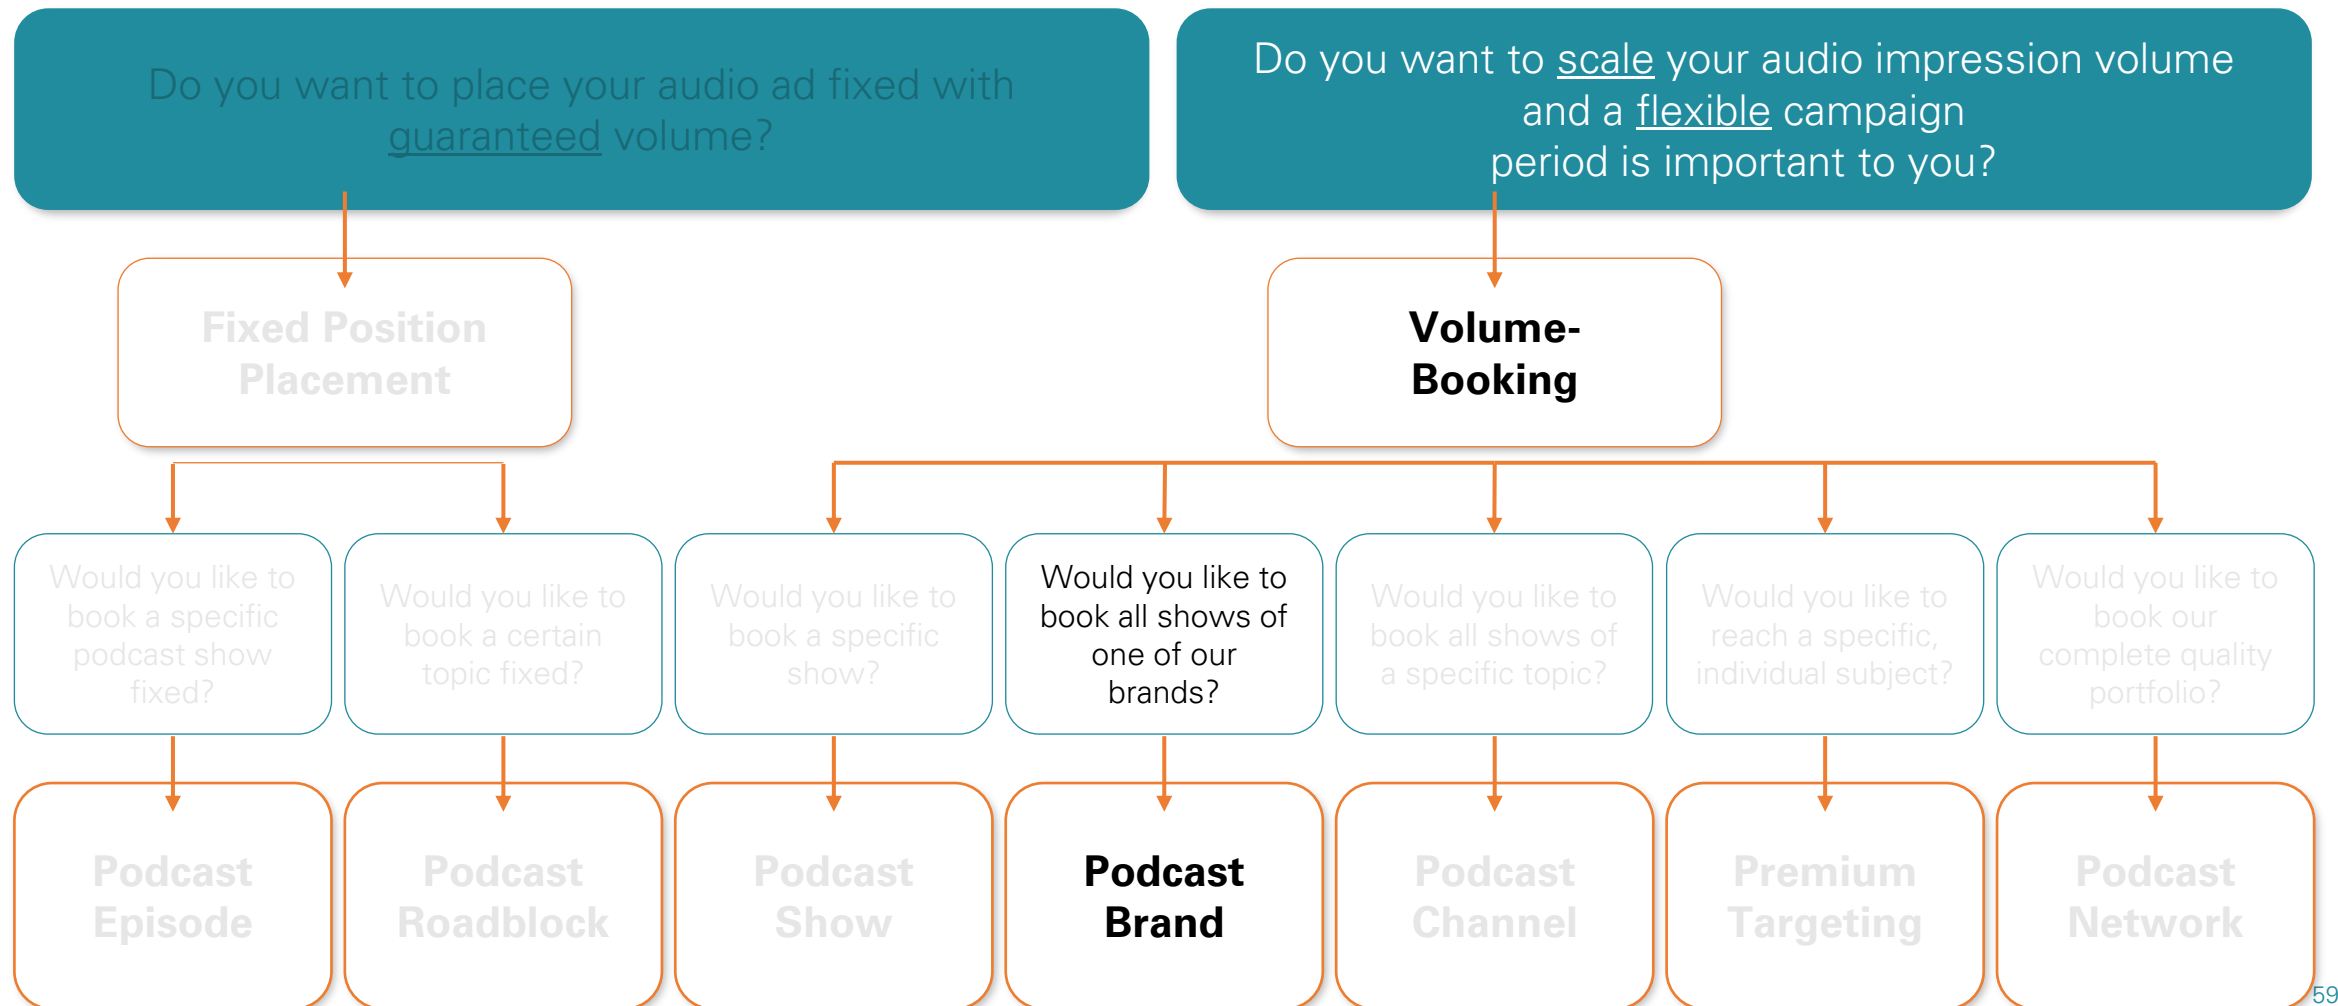 Do you want to place your audio ad fixed with
guaranteed volume?
Do you want to scale your audio impression volume
and a flexible campaign
period is important to you?
Fixed Position
Placement
Volume-
Booking
Would you like to
book a specific
podcast show
fixed?
Would you like to
book a certain
topic fixed?
Would you like to
book a specific
show?
Would you like to
book all shows of
one of our
brands?
Would you like to
book all shows of
a specific topic?
Would you like to
reach a specific,
individual subject?
Would you like to
book our
complete quality
portfolio?
Podcast
Episode
Podcast
Roadblock
Podcast
Show
Podcast
Brand
Podcast
Channel
Premium
Targeting
Podcast
Network
59